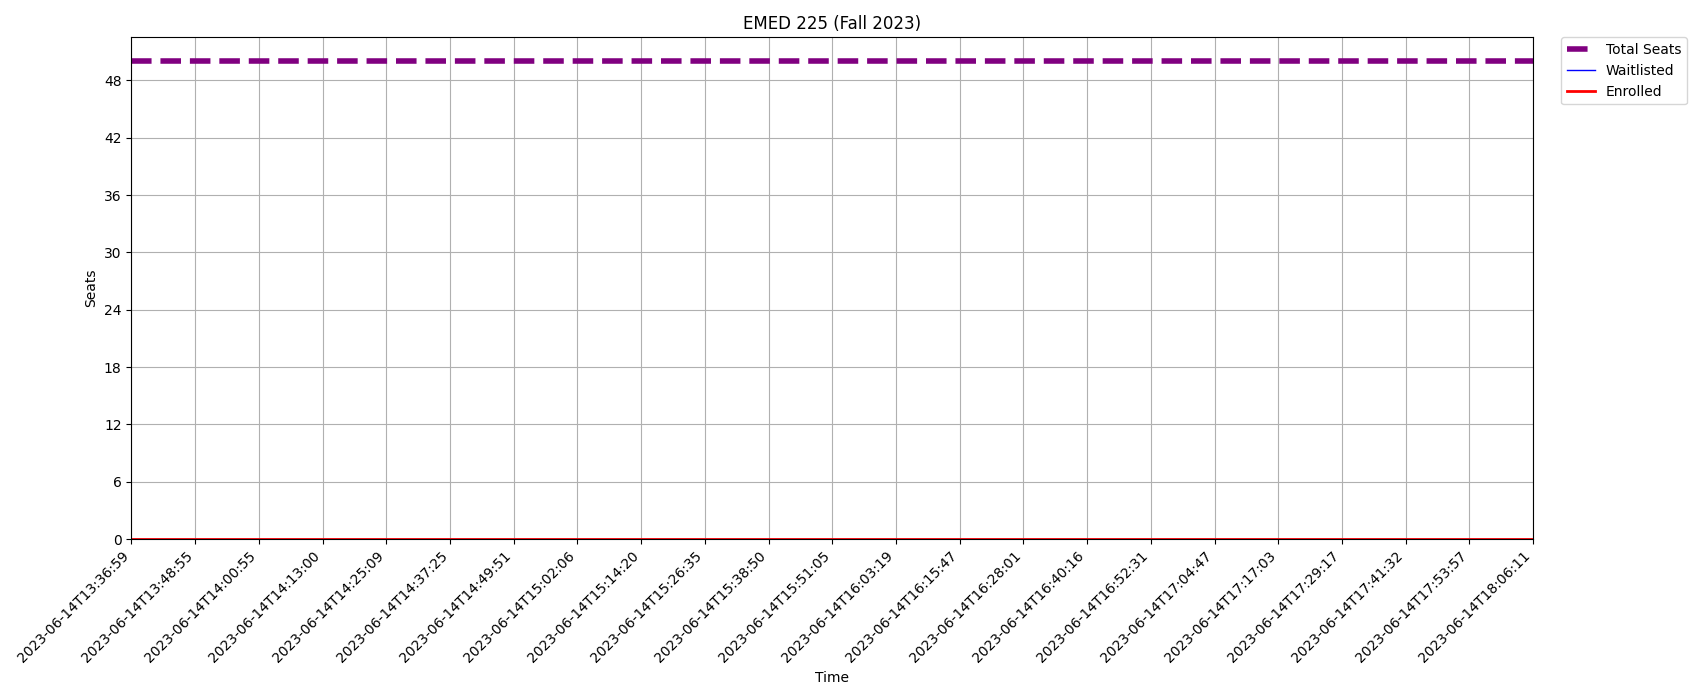 EMED 225 (Fall 2023)
Total Seats
Waitlisted
Enrolled
Seats
48
42
36
30
24
18
12
6
0
2023-06-14T13:36:59
2023-06-14T13:48:55
2023-06-14T14:00:55
2023-06-14T14:13:00
2023-06-14T14:25:09
2023-06-14T14:37:25
2023-06-14T14:49:51
2023-06-14T15:02:06
2023-06-14T15:14:20
2023-06-14T15:26:35
2023-06-14T15:38:50
2023-06-14T15:51:05
2023-06-14T16:03:19
2023-06-14T16:15:47
2023-06-14T16:28:01
2023-06-14T16:40:16
2023-06-14T16:52:31
2023-06-14T17:04:47
2023-06-14T17:17:03
2023-06-14T17:29:17
2023-06-14T17:41:32
2023-06-14T17:53:57
2023-06-14T18:06:11
Time